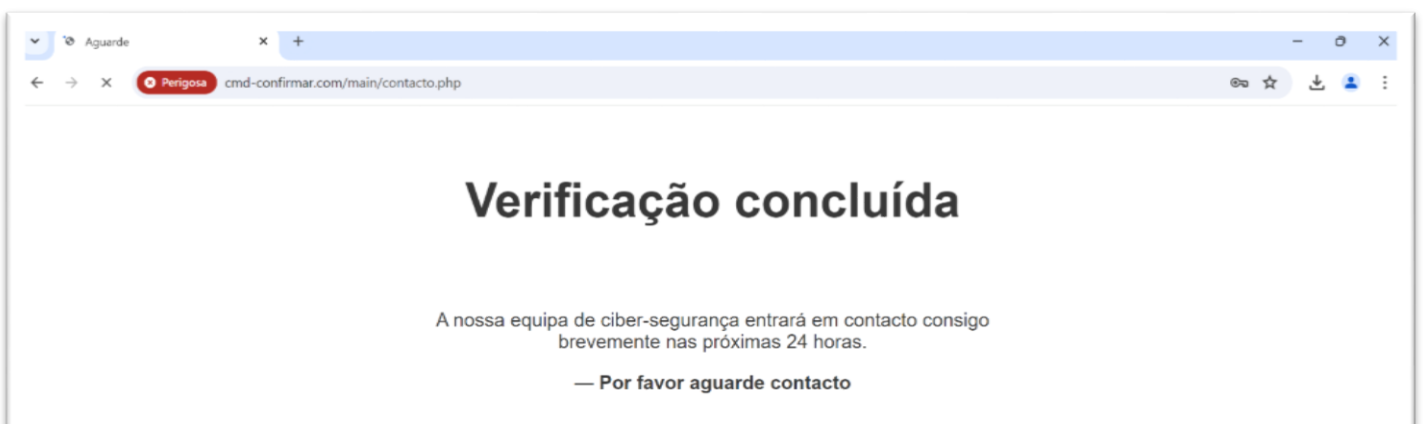 Aguarde
Perigosa cmd-confirmar.com/main/contacto.php
Verificação concluída
A nossa equipa de ciber-segurança entrará em contacto consigo
brevemente nas próximas 24 horas.
— Por favor aguarde contacto